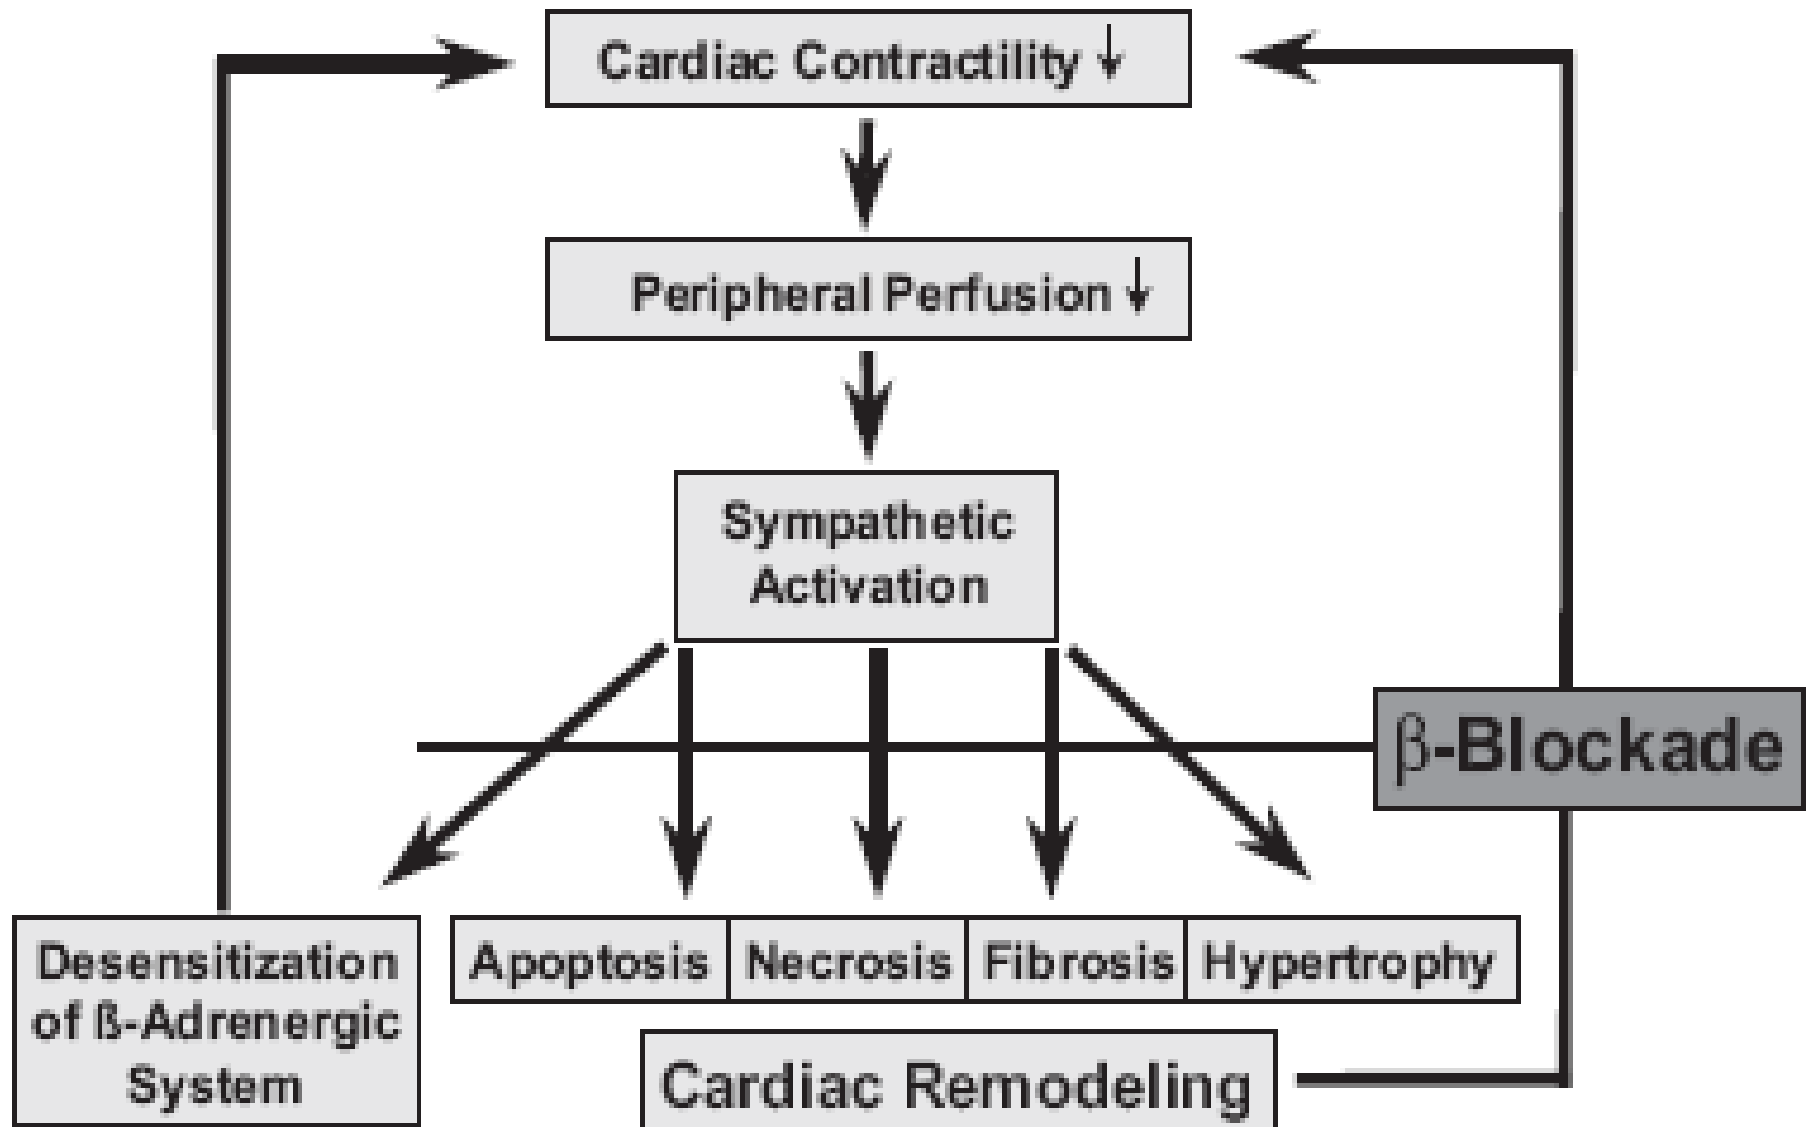 Cardiac Contractility ↓
Peripheral Perfusion ↓
Sympathetic
Activation
β-Blockade
Desensitization
of ß-Adrenergic
System
Apoptosis
Necrosis
Fibrosis
Hypertrophy
Cardiac Remodeling